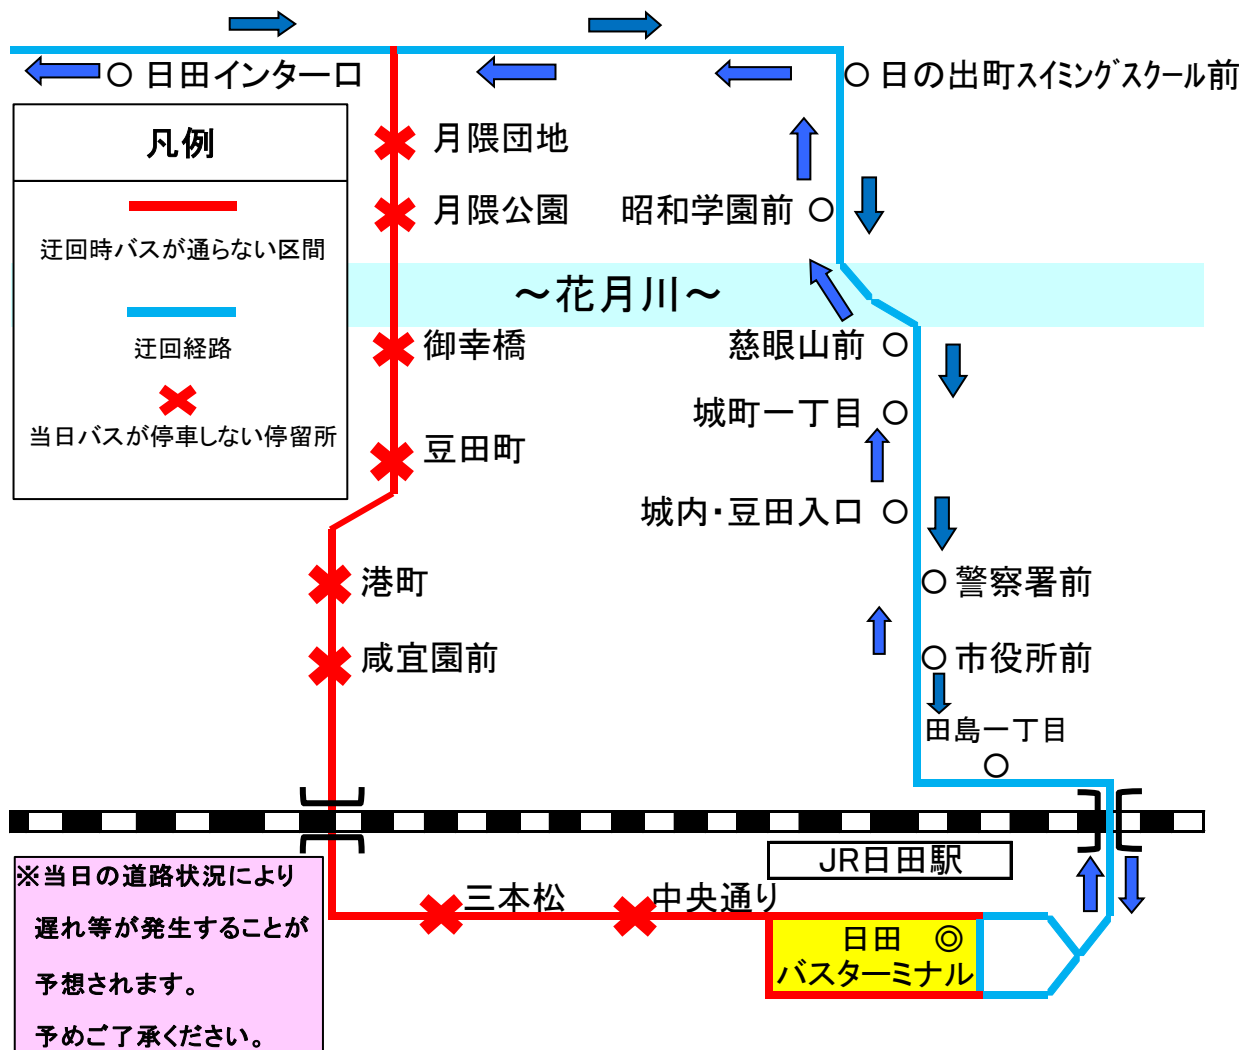 日田インター口
日の出町スイミングスクール前
凡例
迂回時バスが通らない区間
迂回経路
当日バスが停車しない停留所
月隈団地
月隈公園
昭和学園前
～花月川～
御幸橋
慈眼山前
城町一丁目
豆田町
城内・豆田入口
港町
警察署前
咸宜園前
市役所前
田島一丁目
JR日田駅
三本松
中央通り
日田 ◎
バスターミナル
※当日の道路状況により
遅れ等が発生することが
予想されます。
予めご了承ください。